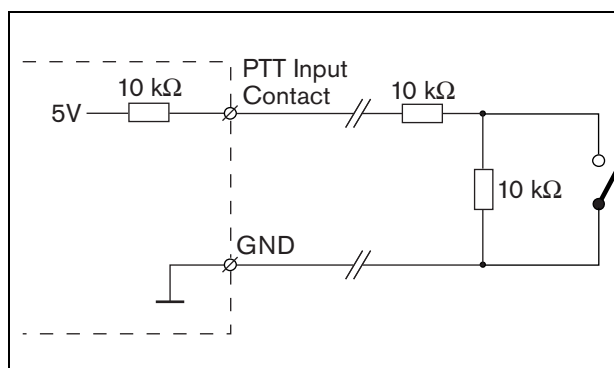 PTT Input
Contact
10 kΩ
5V
10 kΩ
10 kΩ
GND